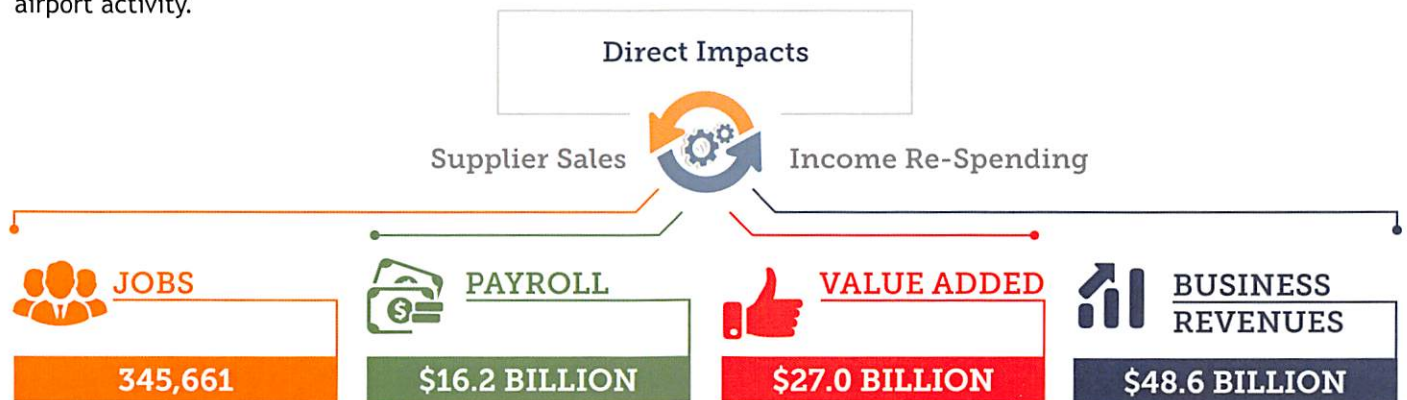 airport activity.
Direct Impacts
Supplier Sales
Income Re-Spending
JOBS
345,661
PAYROLL
$16.2 BILLION
VALUE ADDED
$27.0 BILLION
BUSINESS
REVENUES
$48.6 BILLION